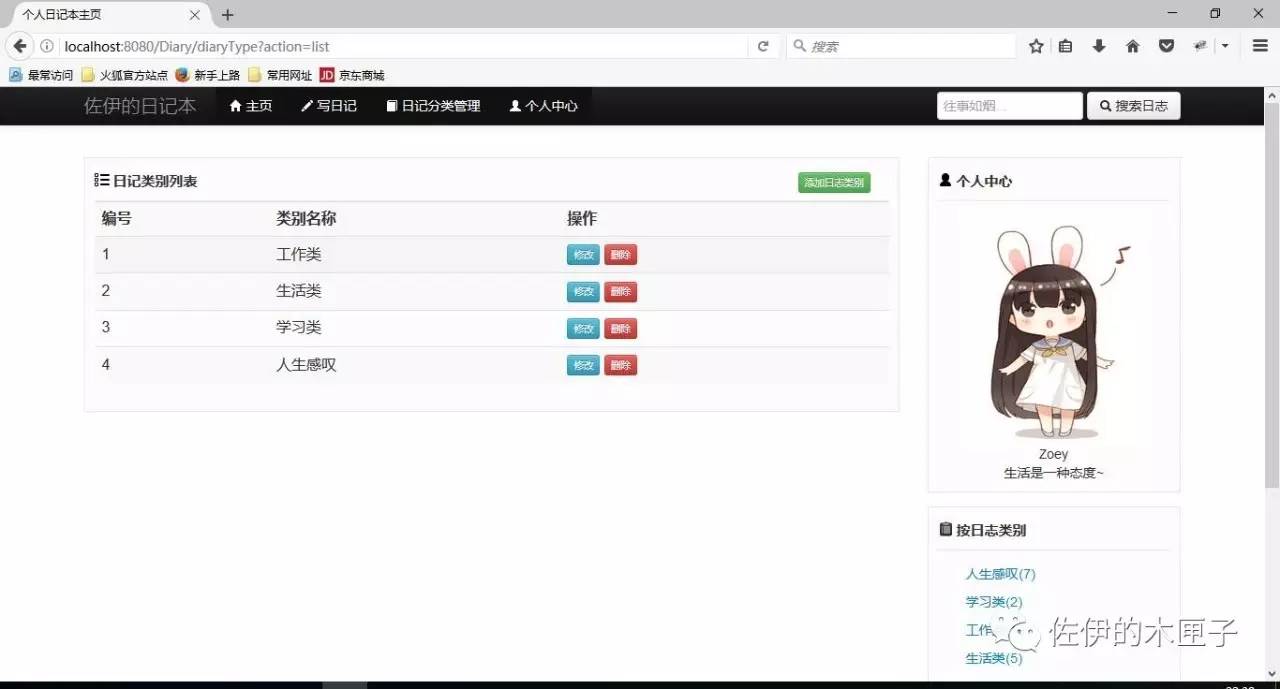 个人日记本主页
localhost:8080/Diary/diaryType?action=list
搜索
最常访问 火狐官方站点 新手上路 常用网址 JD 京东商城
佐伊的日记本 主页 写日记 日记分类管理 个人中心 往事如烟... 搜索日志
日记类别列表 添加日志类别
编号 类别名称 操作
1 工作类 修改 删除
2 生活类 修改 删除
3 学习类 修改 删除
4 人生感叹 修改 删除
个人中心
Zoey
生活是一种态度~
按日志类别
人生感叹(7)
学习类(2)
工作
生活类(5)
佐伊的木匣子